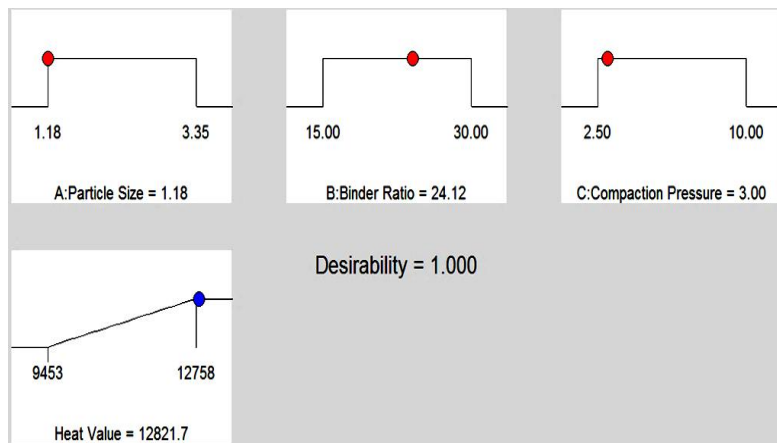 1.18 3.35
A:Particle Size = 1.18
15.00 30.00
B:Binder Ratio = 24.12
2.50 10.00
C:Compaction Pressure = 3.00
9453 12758
Heat Value = 12821.7
Desirability = 1.000